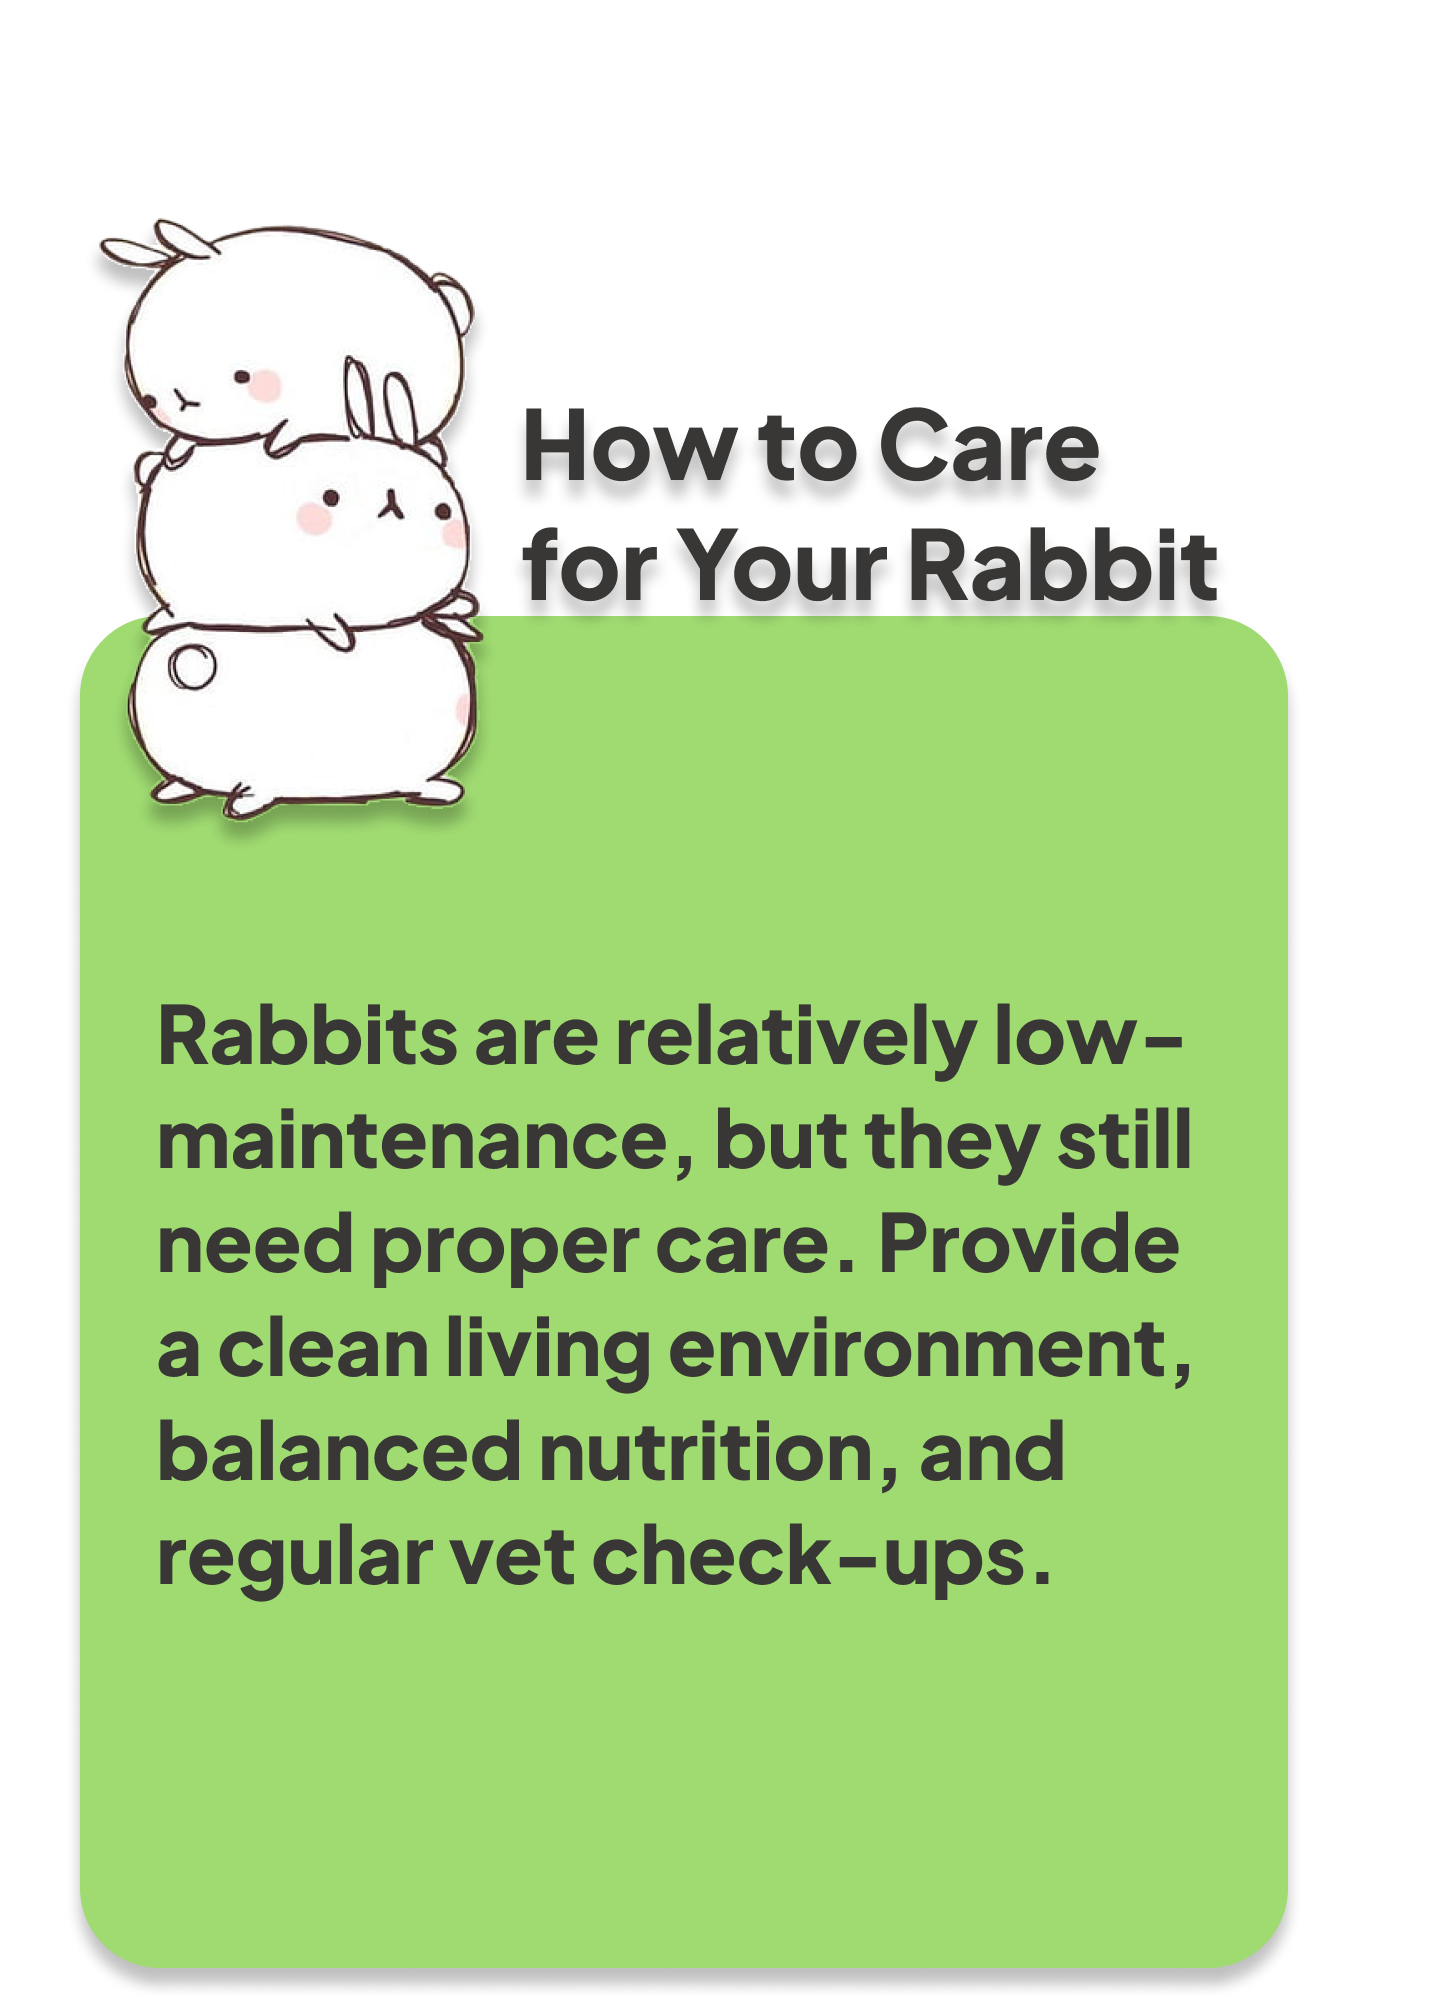 How to Care
for Your Rabbit
Rabbits are relatively low-
maintenance, but they still
need proper care. Provide
a clean living environment,
balanced nutrition, and
regular vet check-ups.